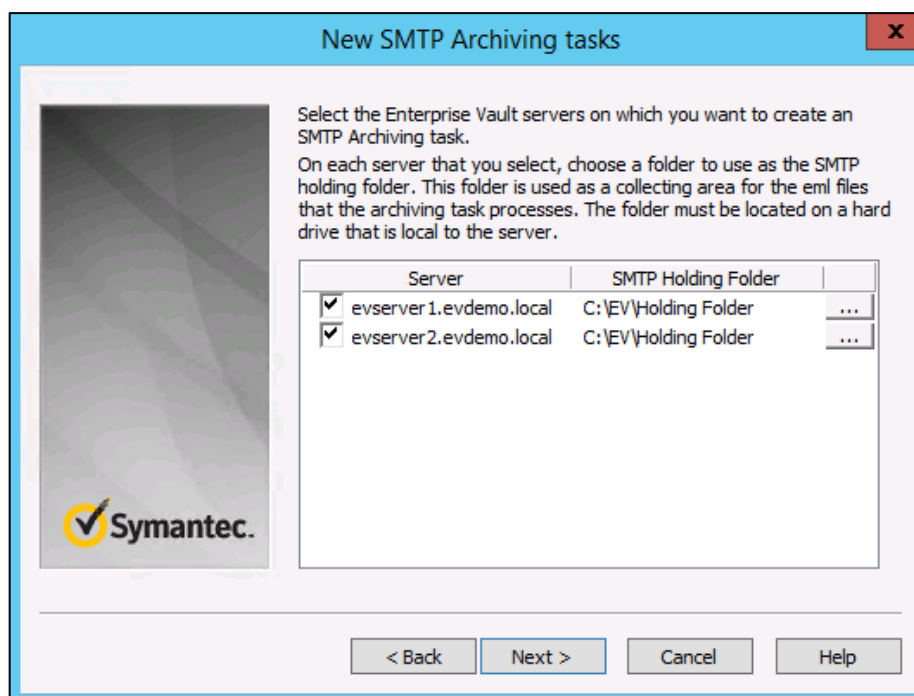 New SMTP Archiving tasks
x
Select the Enterprise Vault servers on which you want to create an
SMTP Archiving task.
On each server that you select, choose a folder to use as the SMTP
holding folder. This folder is used as a collecting area for the eml files
that the archiving task processes. The folder must be located on a hard
drive that is local to the server.
Server SMTP Holding Folder
evserver1.evdemo.local C:\EV\Holding Folder ...
evserver2.evdemo.local C:\EV\Holding Folder ...
Symantec.
< Back Next > Cancel Help